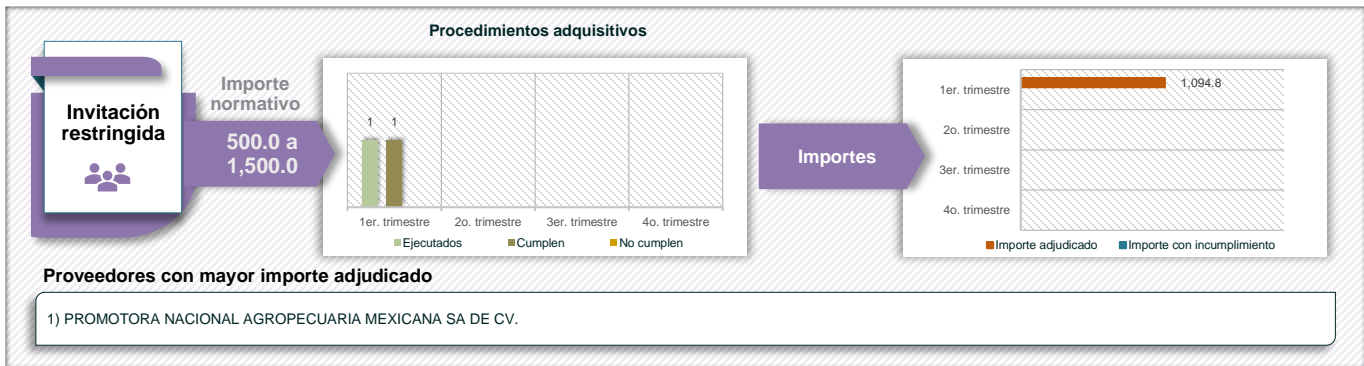 Procedimientos adquisitivos
Invitación
restringida
Importe
normativo
500.0 a
1,500.0
1 1
1er. trimestre 2o. trimestre 3er. trimestre 4o. trimestre
Ejecutados Cumplen No cumplen
Importes
1er. trimestre
1,094.8
2o. trimestre
3er. trimestre
4o. trimestre
Importe adjudicado Importe con incumplimiento
Proveedores con mayor importe adjudicado
1) PROMOTORA NACIONAL AGROPECUARIA MEXICANA SA DE CV.